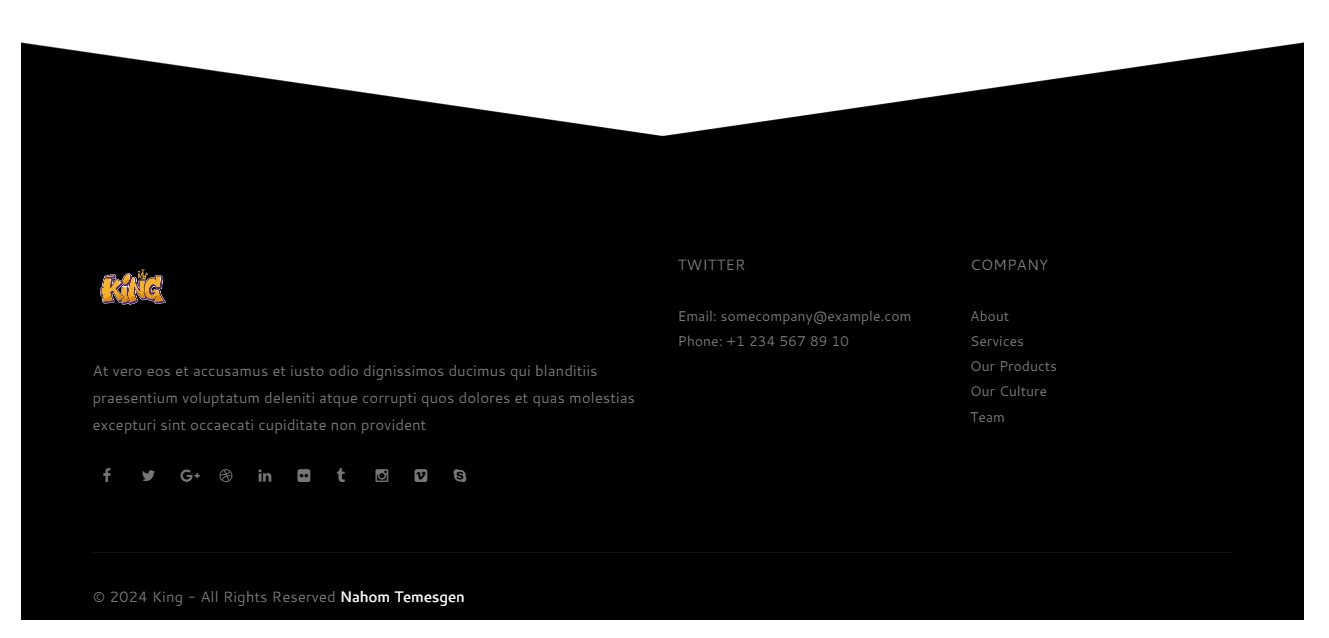 KING
At vero eos et accusamus et iusto odio dignissimos ducimus qui blanditiis
praesentium voluptatum deleniti atque corrupti quos dolores et quas molestias
excepturi sint occaecati cupiditate non provident
TWITTER
Email: somecompany@example.com
Phone: +1 234 567 89 10
COMPANY
About
Services
Our Products
Our Culture
Team
© 2024 King - All Rights Reserved Nahom Temesgen